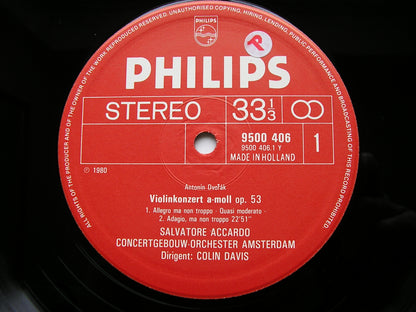 ALL RIGHTS OF THE PRODUCER AND OF THE OWNER OF THE WORK REPRODUCED RESERVED. UNAUTHORISED COPYING, HIRING, LENDING, PUBLIC PERFORMANCE AND BROADCASTING OF THIS RECORD PROHIBITED
PHILIPS
P
PHILIPS
STEREO
33 1/3
9500 406
9500 406.1 Y
MADE IN HOLLAND
1
℗ 1980
Antonín Dvořák
Violinkonzert a-moll op. 53
1. Allegro ma non troppo - Quasi moderato -
2. Adagio, ma non troppo 22'51"
SALVATORE ACCARDO
CONCERTGEBOUW-ORCHESTER AMSTERDAM
Dirigent: COLIN DAVIS